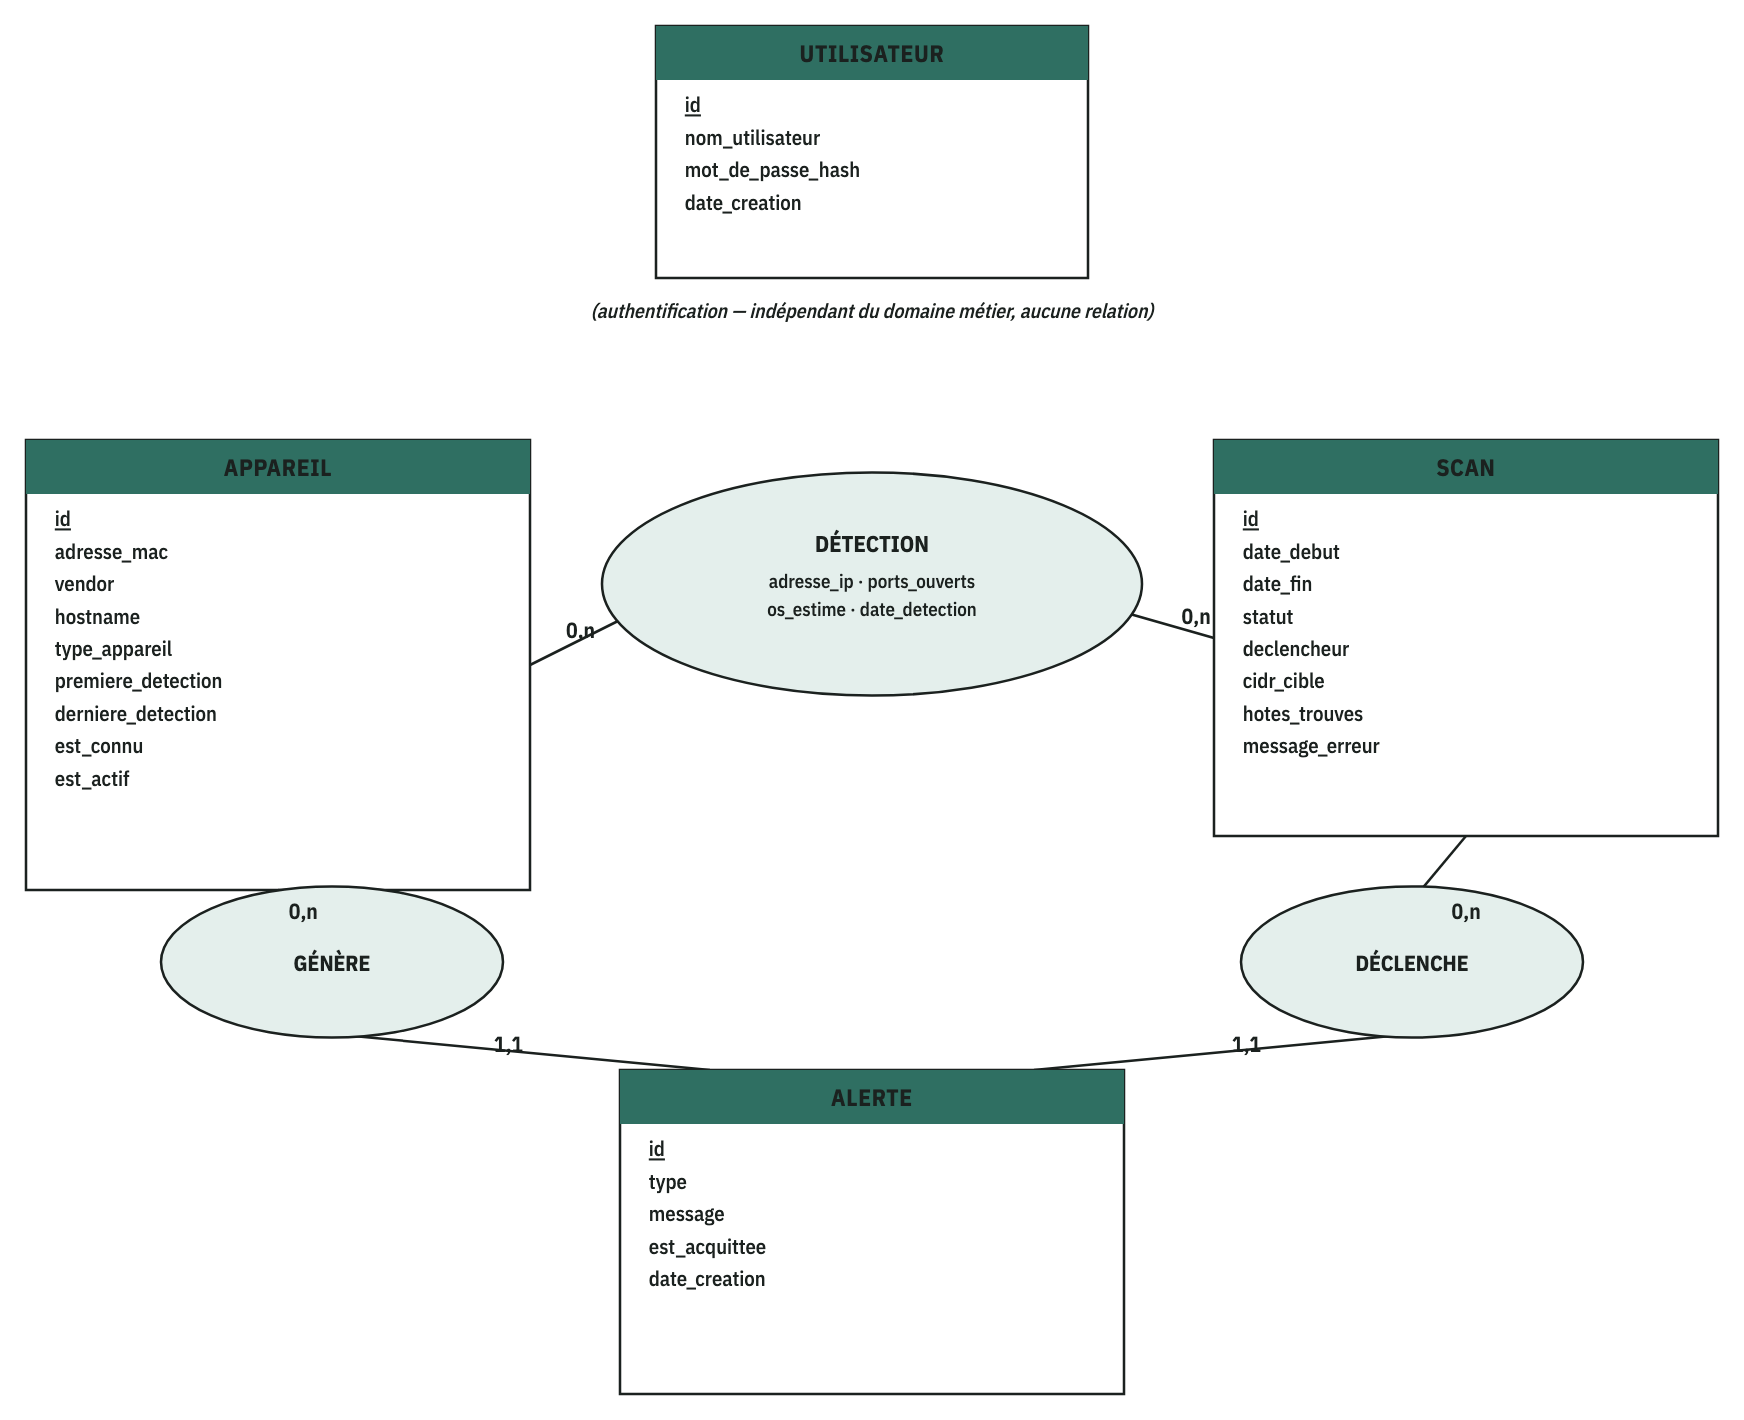 UTILISATEUR
id
nom_utilisateur
mot_de_passe_hash
date_creation
(authentification — indépendant du domaine métier, aucune relation)
APPAREIL
id
adresse_mac
vendor
hostname
type_appareil
premiere_detection
derniere_detection
est_connu
est_actif
0,n
DÉTECTION
adresse_ip · ports_ouverts
os_estime · date_detection
0,n
SCAN
id
date_debut
date_fin
statut
declencheur
cidr_cible
hotes_trouves
message_erreur
0,n
GÉNÈRE
1,1
0,n
DÉCLENCHE
1,1
ALERTE
id
type
message
est_acquittee
date_creation